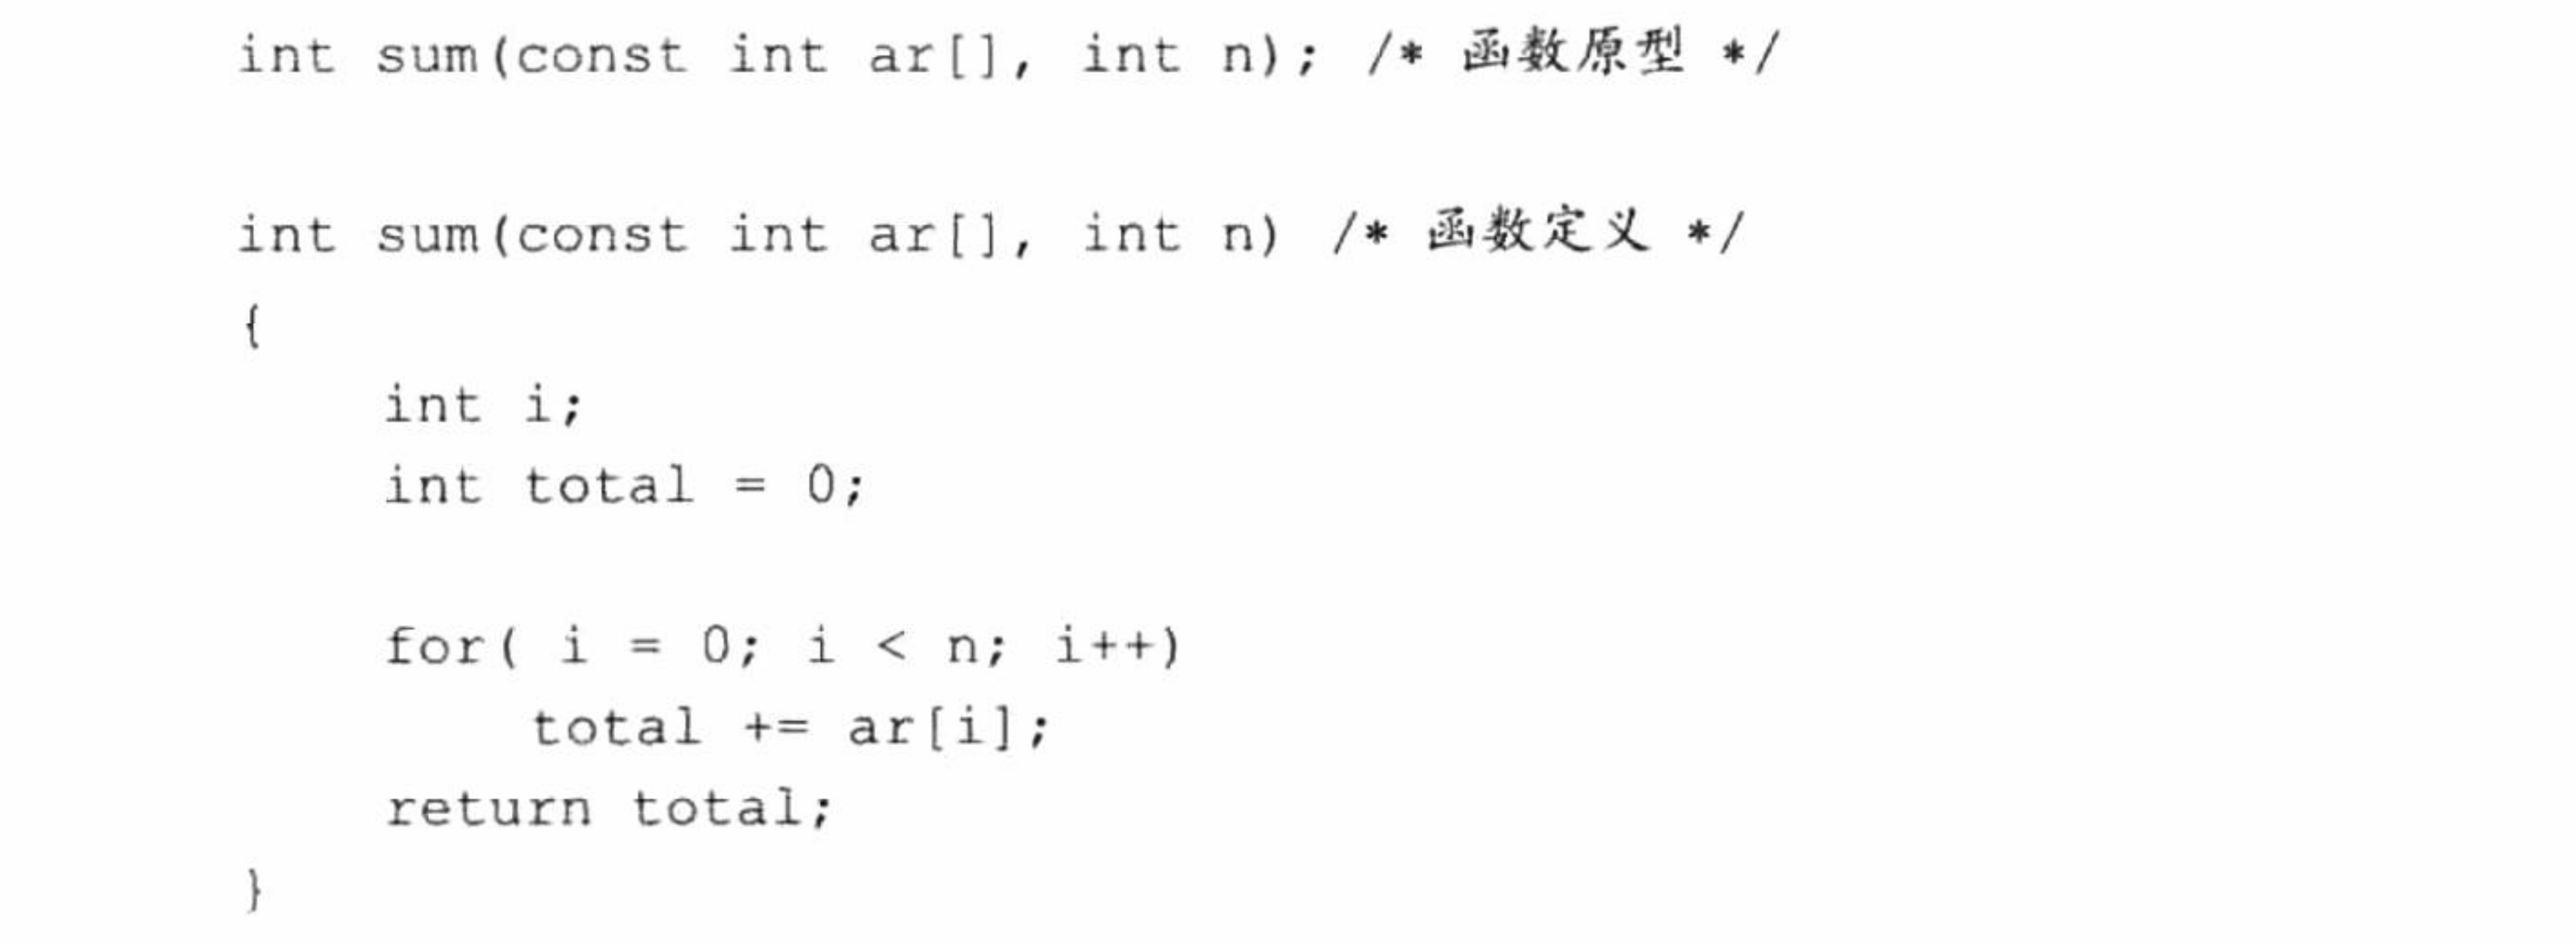 int sum(const int ar[], int n); /* 函数原型 */
int sum(const int ar[], int n) /* 函数定义 */
{
int i;
int total = 0;
for( i = 0; i < n; i++)
total += ar[i];
return total;
}